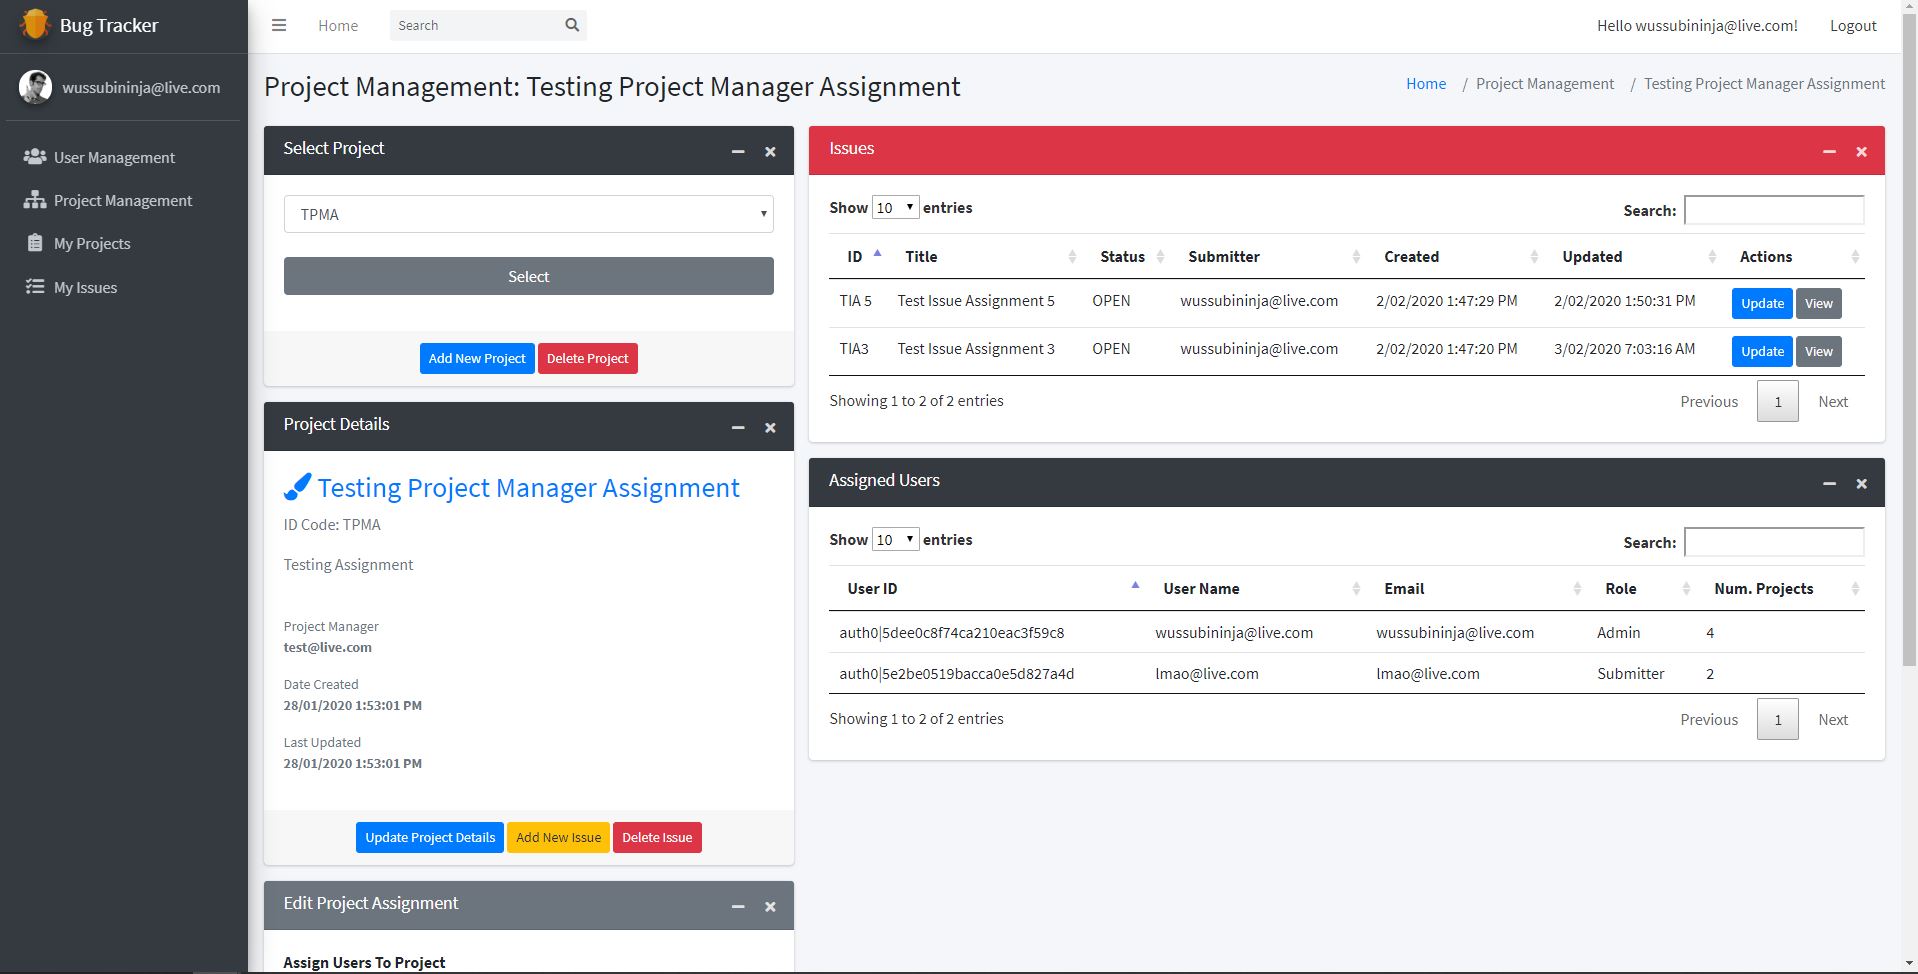 Bug Tracker
Home
Search
Hello wussubininja@live.com!
Logout
wussubininja@live.com
User Management
Project Management
My Projects
My Issues
Project Management: Testing Project Manager Assignment
Home / Project Management / Testing Project Manager Assignment
Select Project
TPMA
Select
Add New Project Delete Project
Project Details
Testing Project Manager Assignment
ID Code: TPMA
Testing Assignment
Project Manager
test@live.com
Date Created
28/01/2020 1:53:01 PM
Last Updated
28/01/2020 1:53:01 PM
Update Project Details Add New Issue Delete Issue
Edit Project Assignment
Assign Users To Project
Issues
Show 10 entries
Search:
ID Title Status Submitter Created Updated Actions
TIA 5 Test Issue Assignment 5 OPEN wussubininja@live.com 2/02/2020 1:47:29 PM 2/02/2020 1:50:31 PM Update View
TIA3 Test Issue Assignment 3 OPEN wussubininja@live.com 2/02/2020 1:47:20 PM 3/02/2020 7:03:16 AM Update View
Showing 1 to 2 of 2 entries
Previous 1 Next
Assigned Users
Show 10 entries
Search:
User ID User Name Email Role Num. Projects
auth0|5dee0c8f74ca210eac3f59c8 wussubininja@live.com wussubininja@live.com Admin 4
auth0|5e2be0519bacca0e5d827a4d lmao@live.com lmao@live.com Submitter 2
Showing 1 to 2 of 2 entries
Previous 1 Next